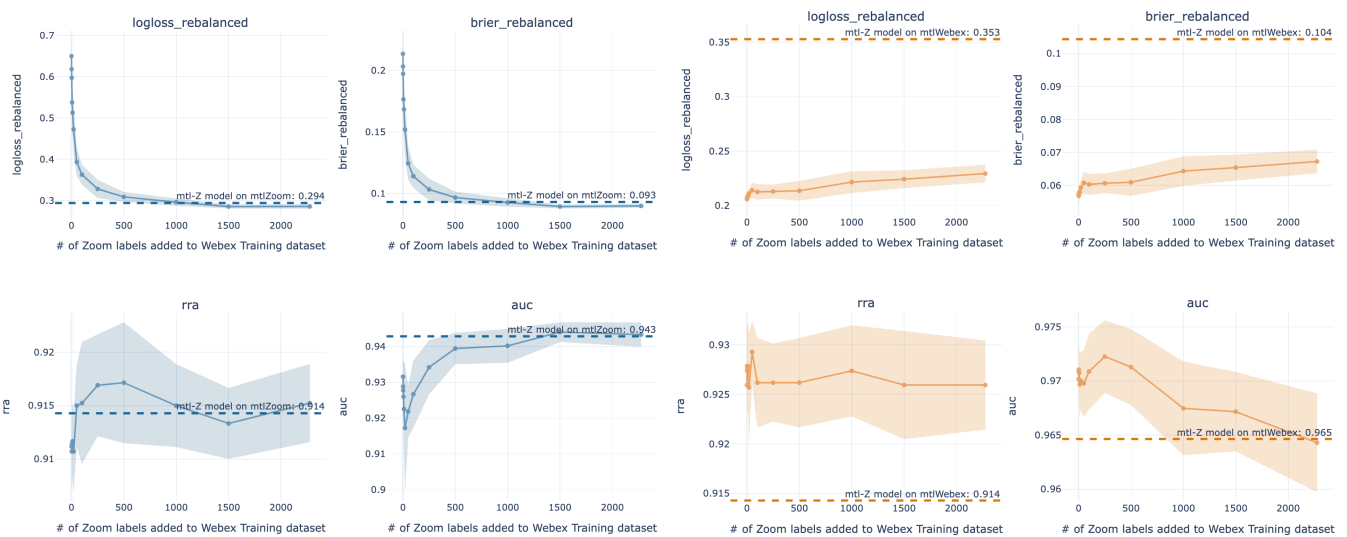 logloss_rebalanced
brier_rebalanced
logloss_rebalanced
brier_rebalanced
0.7
0.6
0.5
0.4
0.3
logloss_rebalanced
mtl-Z model on mtlZoom: 0.294
0
500
1000
1500
2000
# of Zoom labels added to Webex Training dataset
0.2
0.15
0.1
brier_rebalanced
mtl-Z model on mtlZoom: 0.093
0
500
1000
1500
2000
# of Zoom labels added to Webex Training dataset
0.35
0.3
0.25
0.2
logloss_rebalanced
mtl-Z model on mtlWebex: 0.353
0
500
1000
1500
2000
# of Zoom labels added to Webex Training dataset
0.1
0.09
0.08
0.07
0.06
brier_rebalanced
mtl-Z model on mtlWebex: 0.104
0
500
1000
1500
2000
# of Zoom labels added to Webex Training dataset
rra
auc
rra
auc
0.92
0.915
0.91
rra
mtl-Z model on mtlZoom: 0.914
0
500
1000
1500
2000
# of Zoom labels added to Webex Training dataset
0.94
0.93
0.92
0.91
0.9
auc
mtl-Z model on mtlZoom: 0.943
0
500
1000
1500
2000
# of Zoom labels added to Webex Training dataset
0.93
0.925
0.92
0.915
rra
mtl-Z model on mtlWebex: 0.914
0
500
1000
1500
2000
# of Zoom labels added to Webex Training dataset
0.975
0.97
0.965
0.96
auc
mtl-Z model on mtlWebex: 0.965
0
500
1000
1500
2000
# of Zoom labels added to Webex Training dataset